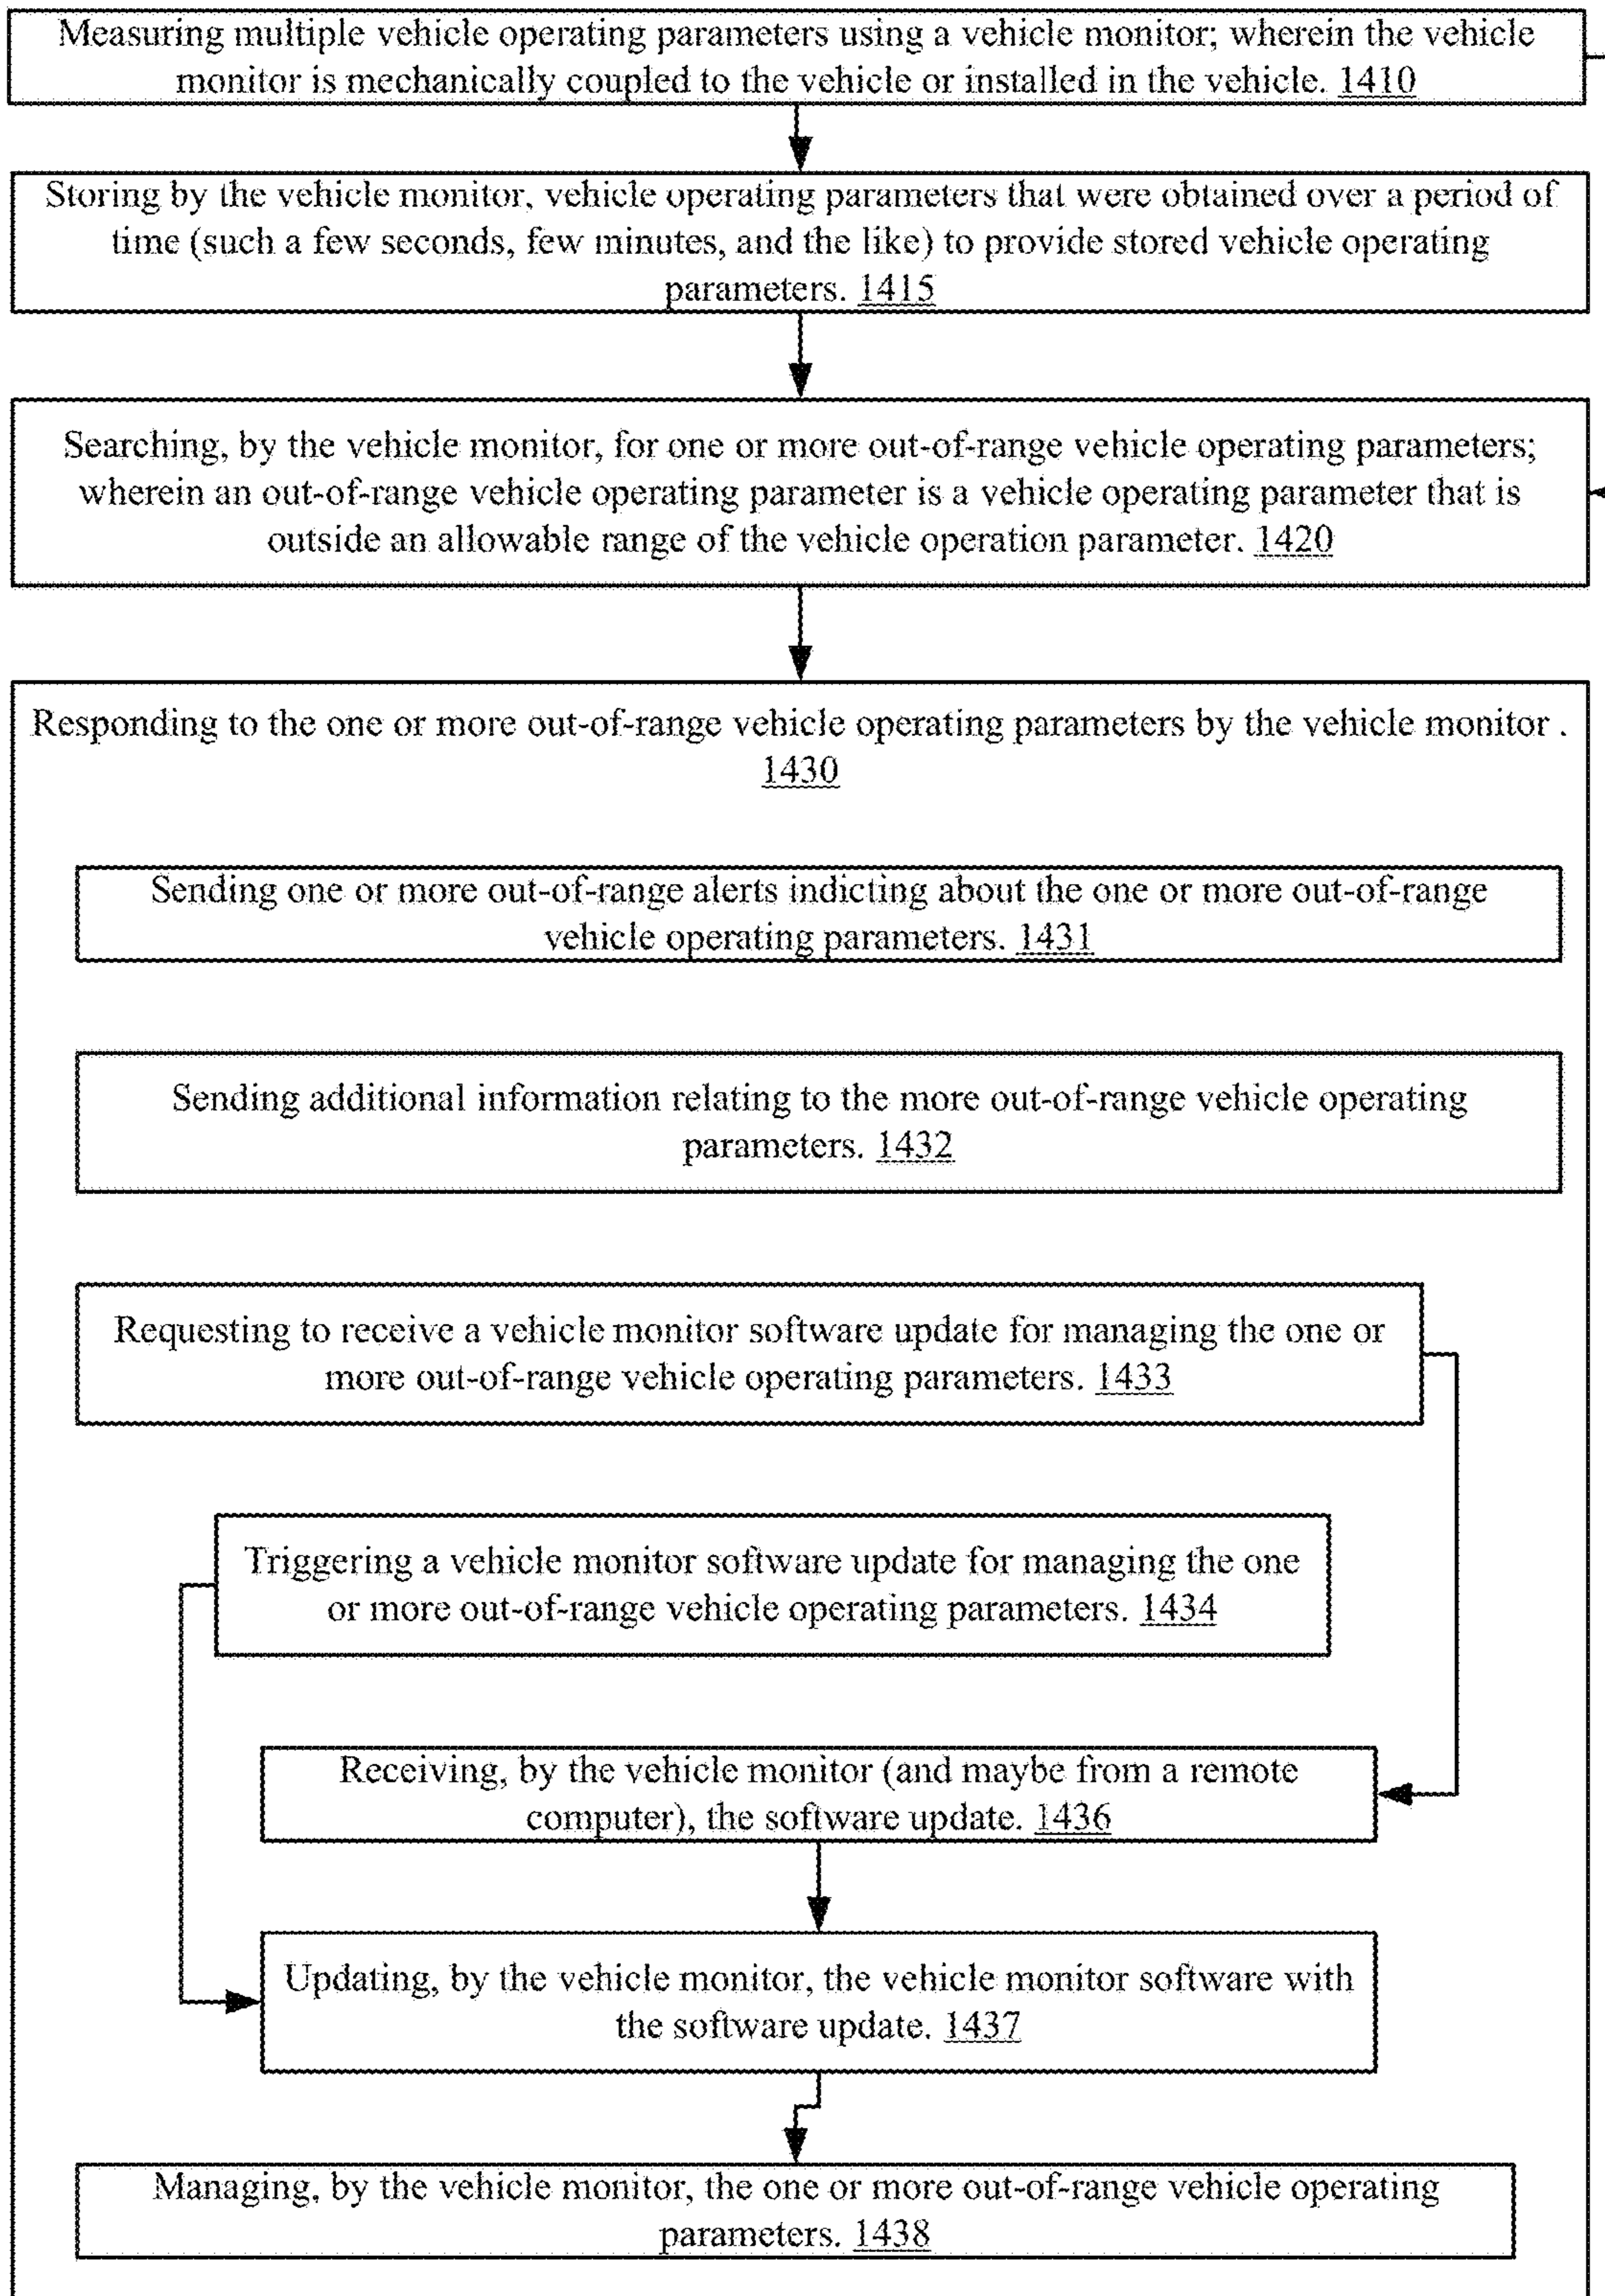 Measuring multiple vehicle operating parameters using a vehicle monitor; wherein the vehicle
monitor is mechanically coupled to the vehicle or installed in the vehicle. 1410
Storing by the vehicle monitor, vehicle operating parameters that were obtained over a period of
time (such a few seconds, few minutes, and the like) to provide stored vehicle operating
parameters. 1415
Searching, by the vehicle monitor, for one or more out-of-range vehicle operating parameters;
wherein an out-of-range vehicle operating parameter is a vehicle operating parameter that is
outside an allowable range of the vehicle operation parameter. 1420
Responding to the one or more out-of-range vehicle operating parameters by the vehicle monitor .
1430
Sending one or more out-of-range alerts indicting about the one or more out-of-range
vehicle operating parameters. 1431
Sending additional information relating to the more out-of-range vehicle operating
parameters. 1432
Requesting to receive a vehicle monitor software update for managing the one or
more out-of-range vehicle operating parameters. 1433
Triggering a vehicle monitor software update for managing the one
or more out-of-range vehicle operating parameters. 1434
Receiving, by the vehicle monitor (and maybe from a remote
computer), the software update. 1436
Updating, by the vehicle monitor, the vehicle monitor software with
the software update. 1437
Managing, by the vehicle monitor, the one or more out-of-range vehicle operating
parameters. 1438